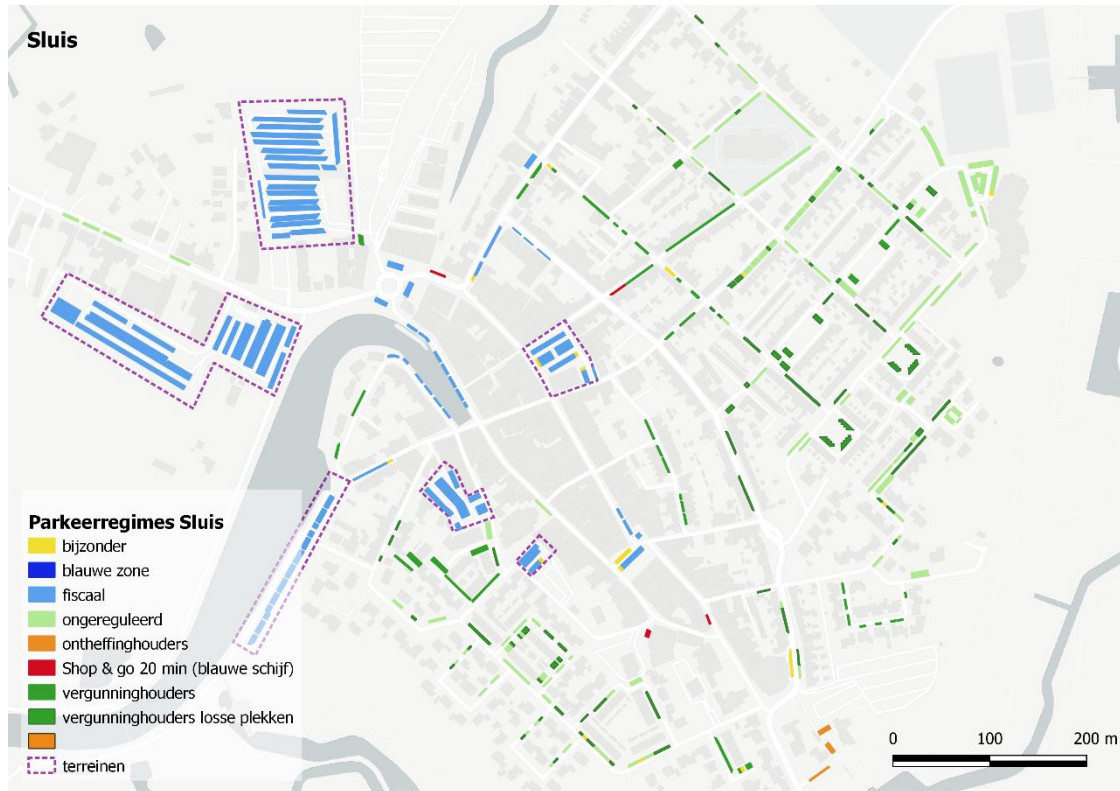 Sluis
Parkeerregimes Sluis
bijzonder
blauwe zone
fiscaal
ongereguleerd
ontheffinghouders
Shop & go 20 min (blauwe schijf)
vergunninghouders
vergunninghouders losse plekken
terreinen
0 100 200 m